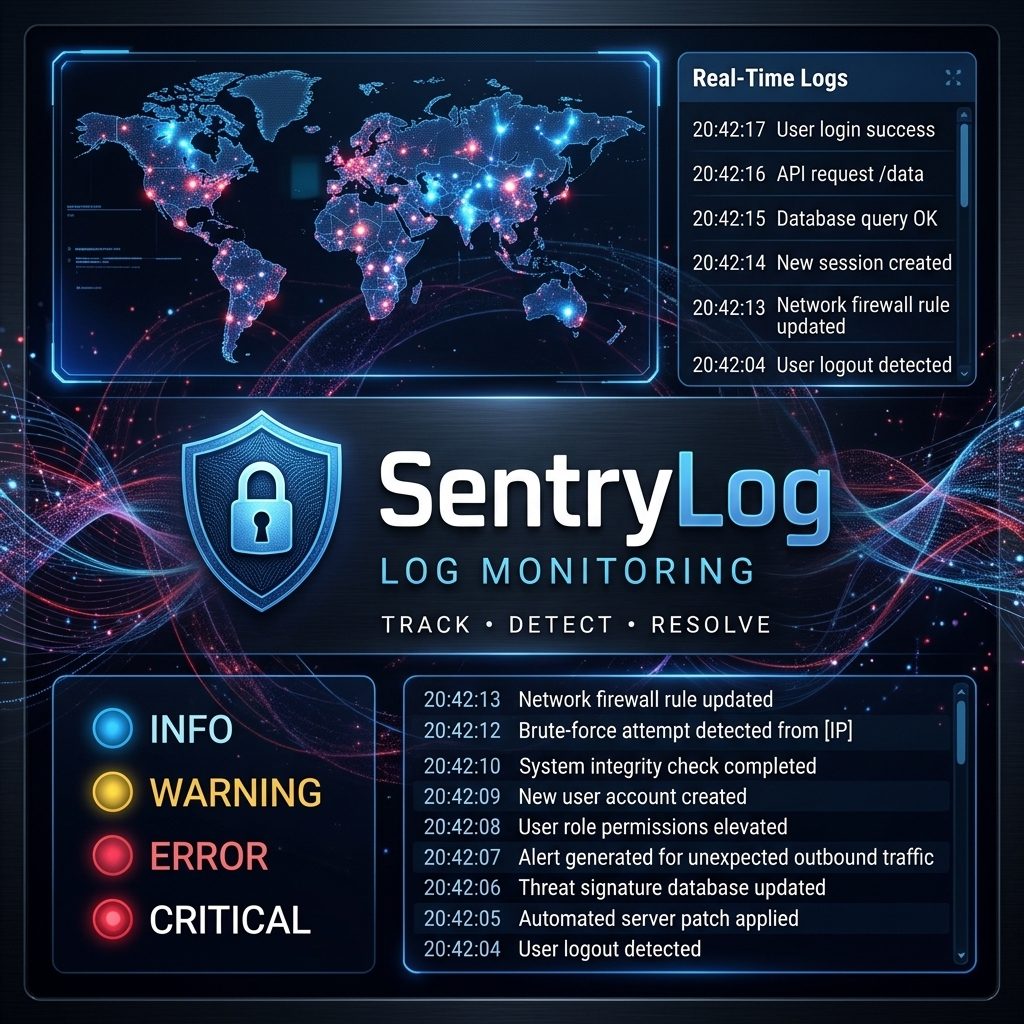 Real-Time Logs
20:42:17 User login success
20:42:16 API request /data
20:42:15 Database query OK
20:42:14 New session created
20:42:13 Network firewall rule
updated
20:42:04 User logout detected
SentryLog
LOG MONITORING
TRACK • DETECT • RESOLVE
INFO
WARNING
ERROR
CRITICAL
20:42:13 Network firewall rule updated
20:42:12 Brute-force attempt detected from [IP]
20:42:10 System integrity check completed
20:42:09 New user account created
20:42:08 User role permissions elevated
20:42:07 Alert generated for unexpected outbound traffic
20:42:06 Threat signature database updated
20:42:05 Automated server patch applied
20:42:04 User logout detected